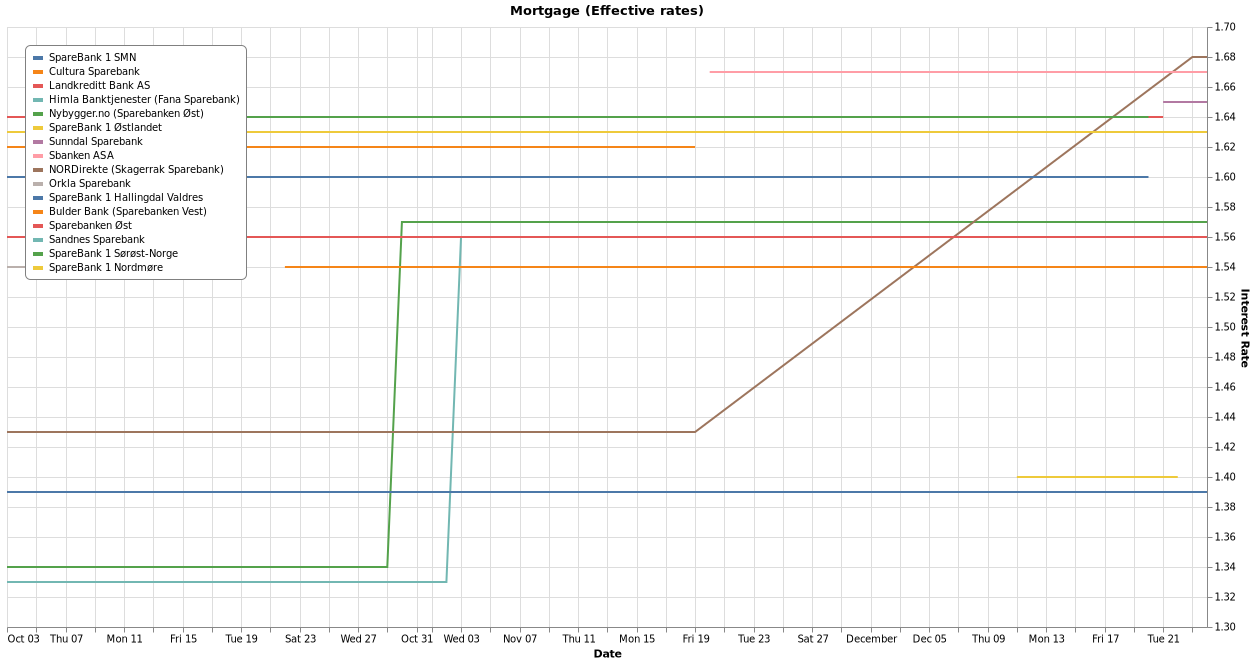 Mortgage (Effective rates)
SpareBank 1 SMN
Cultura Sparebank
Landkreditt Bank AS
Himla Banktjenester (Fana Sparebank)
Nybygger.no (Sparebanken Øst)
SpareBank 1 Østlandet
Sunndal Sparebank
Sbanken ASA
NORDirekte (Skagerrak Sparebank)
Orkla Sparebank
SpareBank 1 Hallingdal Valdres
Bulder Bank (Sparebanken Vest)
Sparebanken Øst
Sandnes Sparebank
SpareBank 1 Sørøst-Norge
SpareBank 1 Nordmøre
1.70
1.68
1.66
1.64
1.62
1.60
1.58
1.56
1.54
1.52
1.50
1.48
1.46
1.44
1.42
1.40
1.38
1.36
1.34
1.32
1.30
Interest Rate
Oct 03 Thu 07 Mon 11 Fri 15 Tue 19 Sat 23 Wed 27 Oct 31 Wed 03 Nov 07 Thu 11 Mon 15 Fri 19 Tue 23 Sat 27 December Dec 05 Thu 09 Mon 13 Fri 17 Tue 21
Date